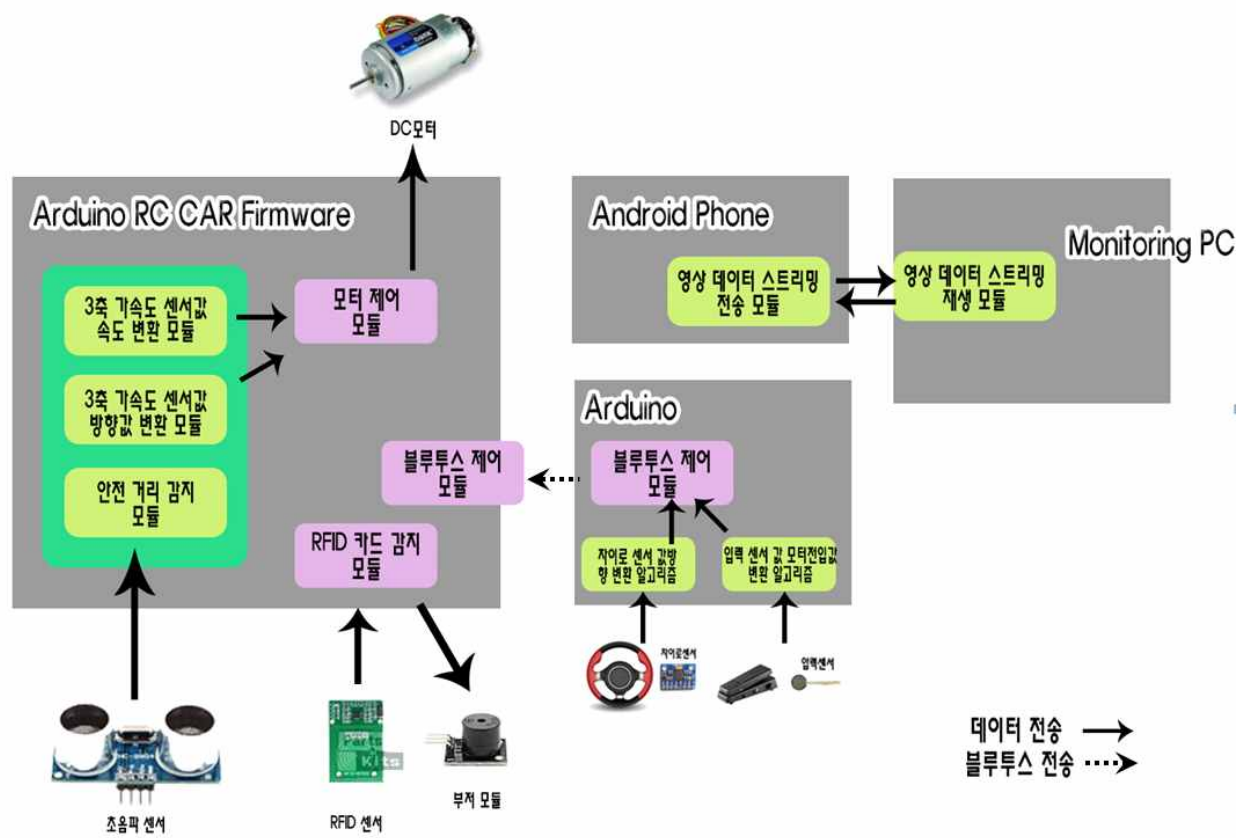 DC모터
Arduino RC CAR Firmware
3축 가속도 센서값
속도 변환 모듈
모터 제어
모듈
3축 가속도 센서값
방향값 변환 모듈
안전 거리 감지
모듈
블루투스 제어
모듈
RFID 카드 감지
모듈
초음파 센서
RFID 센서
Parts
Kits
부저 모듈
Android Phone
영상 데이터 스트리밍
전송 모듈
Monitoring PC
영상 데이터 스트리밍
재생 모듈
Arduino
블루투스 제어
모듈
자이로 센서 값방
향 변환 알고리즘
입력 센서 값 모터전입값
변환 알고리즘
자이로센서
압력센서
데이터 전송
블루투스 전송